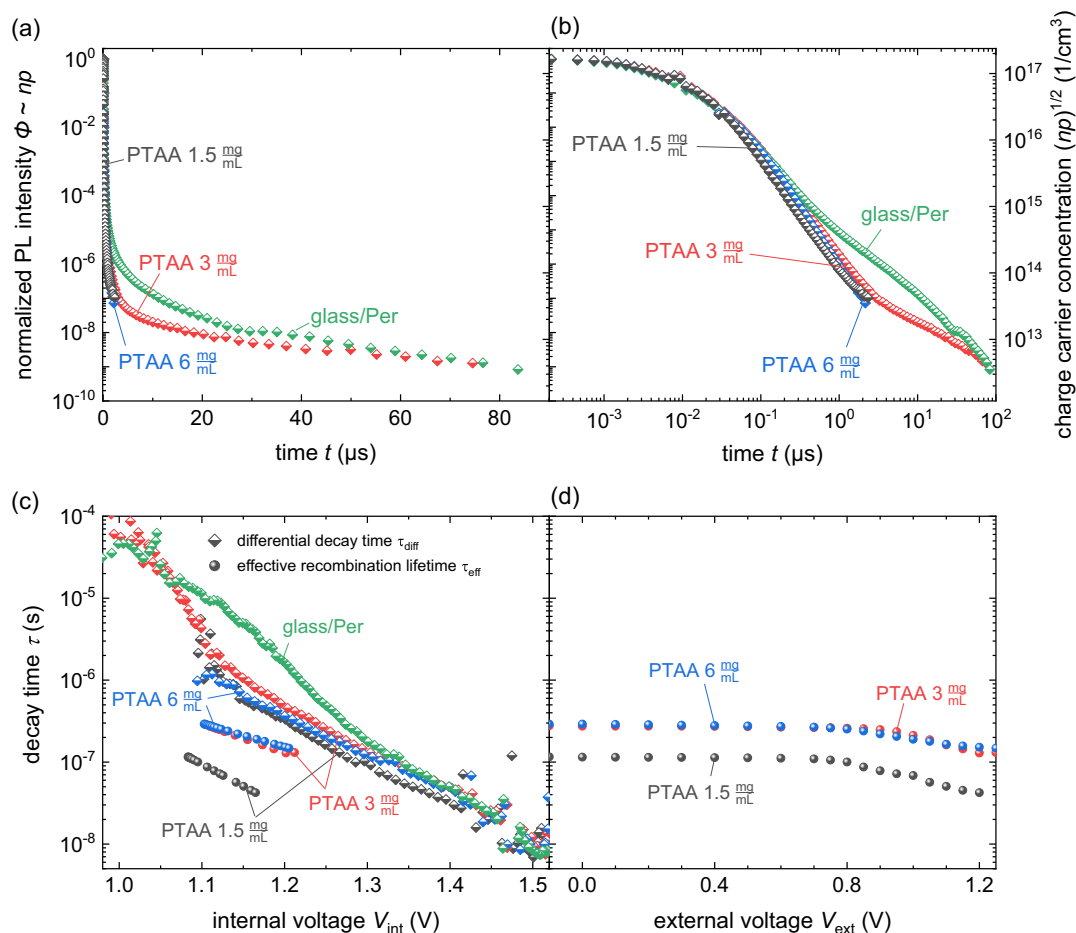 (a)
normalized PL intensity Φ ~ np
10^0
10^-2
10^-4
10^-6
10^-8
10^-10
PTAA 1.5 mg/mL
PTAA 3 mg/mL
glass/Per
PTAA 6 mg/mL
0 20 40 60 80
time t (µs)
(b)
PTAA 1.5 mg/mL
glass/Per
PTAA 3 mg/mL
PTAA 6 mg/mL
10^17
10^16
10^15
10^14
10^13
charge carrier concentration (np)^1/2 (1/cm^3)
10^-3 10^-2 10^-1 10^0 10^1 10^2
time t (µs)
(c)
decay time τ (s)
10^-4
10^-5
10^-6
10^-7
10^-8
differential decay time τ_diff
effective recombination lifetime τ_eff
glass/Per
PTAA 6 mg/mL
PTAA 3 mg/mL
PTAA 1.5 mg/mL
1.0 1.1 1.2 1.3 1.4 1.5
internal voltage V_int (V)
(d)
PTAA 6 mg/mL
PTAA 3 mg/mL
PTAA 1.5 mg/mL
0.0 0.4 0.8 1.2
external voltage V_ext (V)